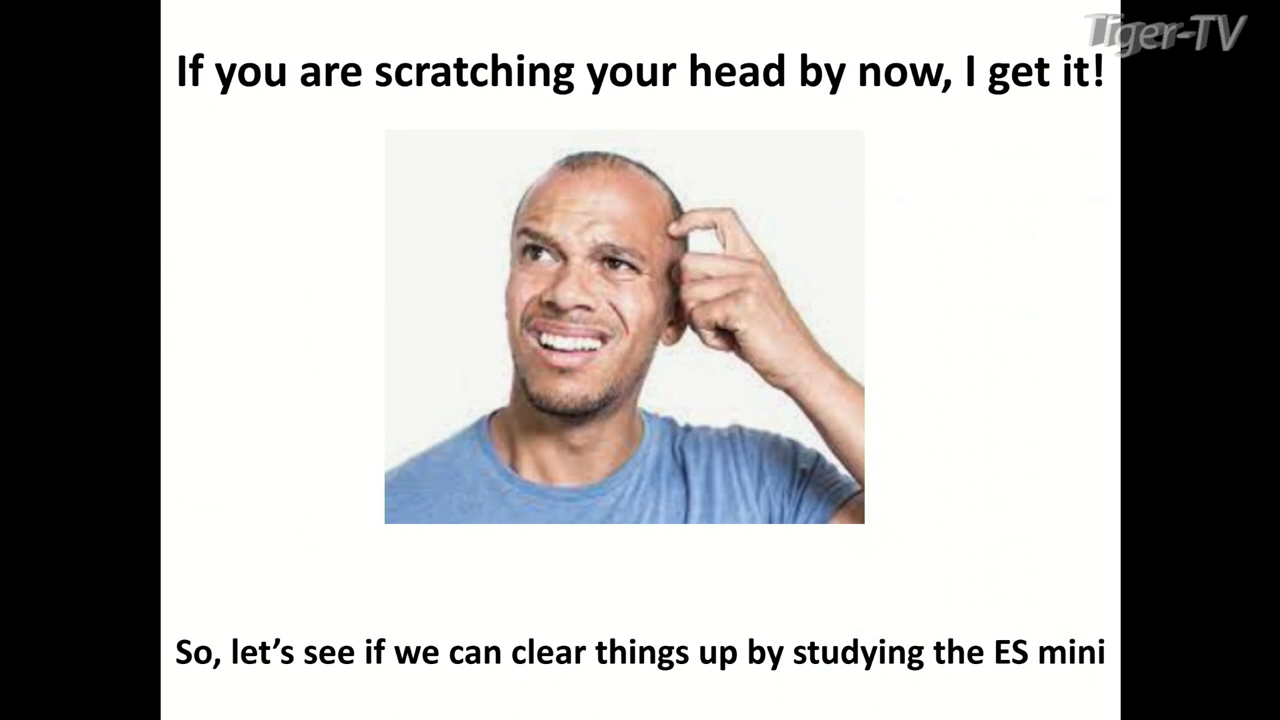 Tiger-TV
If you are scratching your head by now, I get it!
So, let’s see if we can clear things up by studying the ES mini